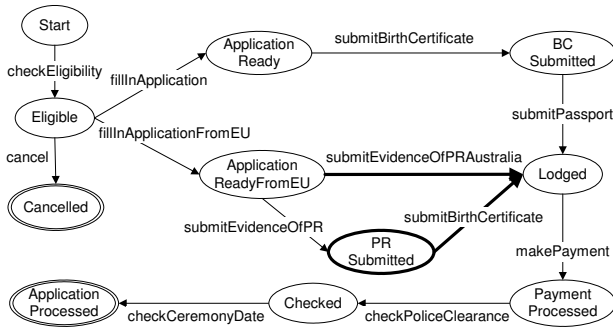 Start
Application
Ready
submitBirthCertificate
BC
Submitted
checkEligibility
fillInApplication
Eligible
fillInApplicationFromEU
submitPassport
cancel
Application
ReadyFromEU
submitEvidenceOfPRAustralia
Lodged
Cancelled
submitEvidenceOfPR
submitBirthCertificate
PR
Submitted
makePayment
Application
Processed
checkCeremonyDate
Checked
checkPoliceClearance
Payment
Processed